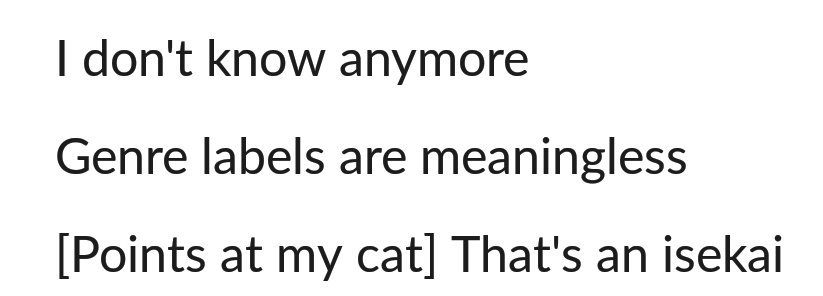 I don't know anymore
Genre labels are meaningless
[Points at my cat] That's an isekai